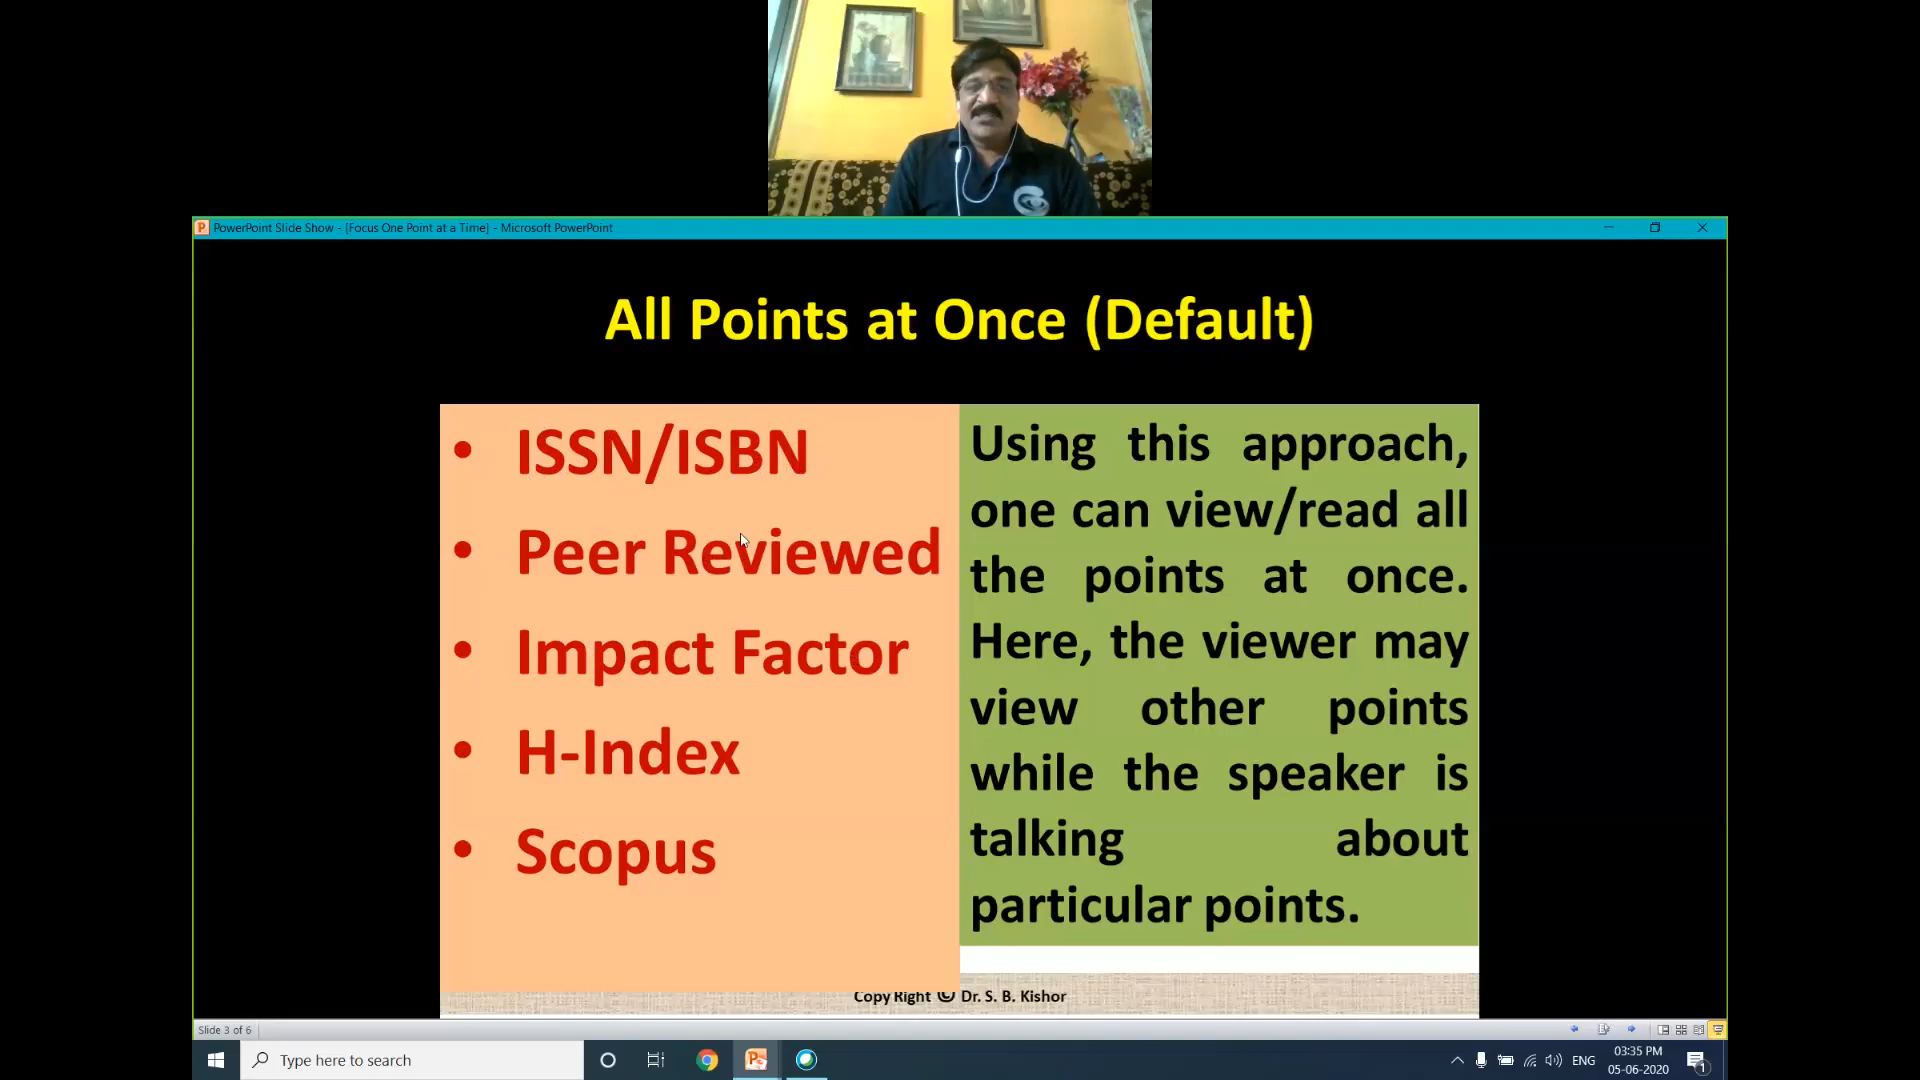 PowerPoint Slide Show - [Focus One Point at a Time] - Microsoft PowerPoint
All Points at Once (Default)
• ISSN/ISBN
• Peer Reviewed
• Impact Factor
• H-Index
• Scopus
Using this approach,
one can view/read all
the points at once.
Here, the viewer may
view other points
while the speaker is
talking about
particular points.
Copy Right © Dr. S. B. Kishor
Slide 3 of 6
Type here to search
ENG
03:35 PM
05-06-2020
1